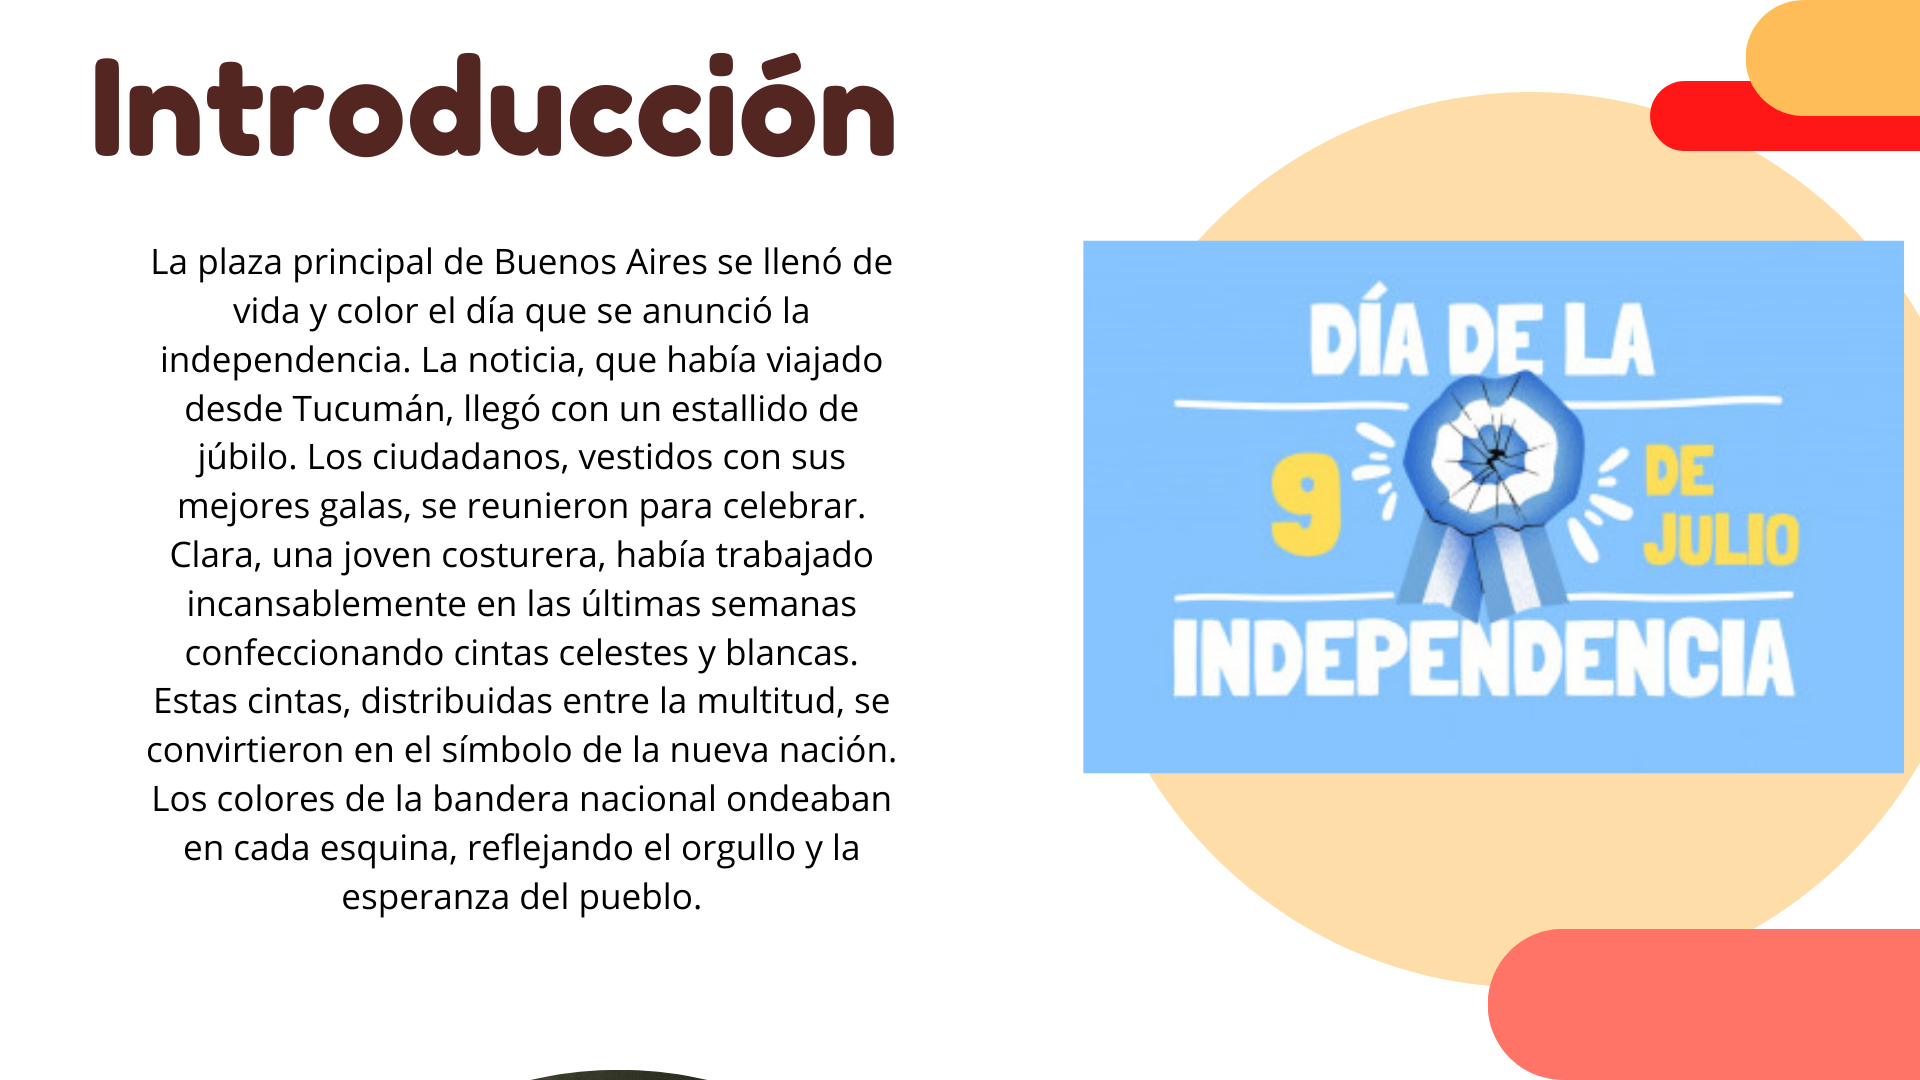 Introducción
La plaza principal de Buenos Aires se llenó de
vida y color el día que se anunció la
independencia. La noticia, que había viajado
desde Tucumán, llegó con un estallido de
júbilo. Los ciudadanos, vestidos con sus
mejores galas, se reunieron para celebrar.
Clara, una joven costurera, había trabajado
incansablemente en las últimas semanas
confeccionando cintas celestes y blancas.
Estas cintas, distribuidas entre la multitud, se
convirtieron en el símbolo de la nueva nación.
Los colores de la bandera nacional ondeaban
en cada esquina, reflejando el orgullo y la
esperanza del pueblo.
DÍA DE LA
9
DE
JULIO
INDEPENDENCIA